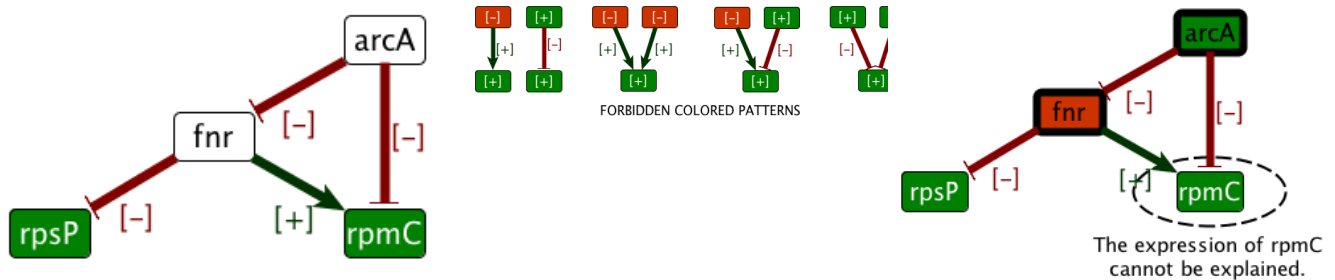 arcA
[−]
[−]
fnr
[−]
[+]
rpsP
rpmC
[−]
[+]
[+]
[−]
[+]
[+]
[−]
[−]
[+]
[+]
[+]
[−]
[+]
[+]
[−]
[+]
[+]
[−]
[+]
FORBIDDEN COLORED PATTERNS
arcA
[−]
[−]
fnr
[−]
[+]
rpsP
rpmC
The expression of rpmC
cannot be explained.